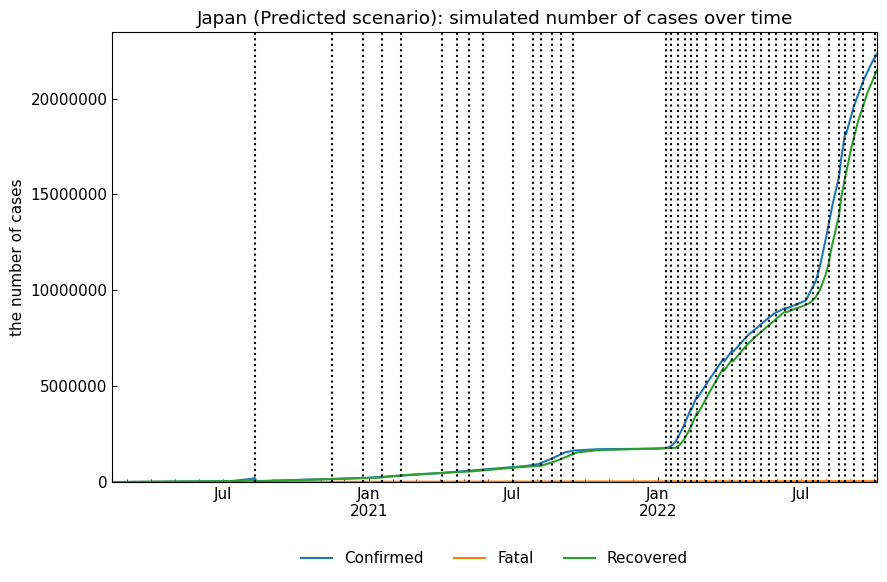 Japan (Predicted scenario): simulated number of cases over time
the number of cases
20000000
15000000
10000000
5000000
0
Jul
Jan
2021
Jul
Jan
2022
Jul
Confirmed
Fatal
Recovered